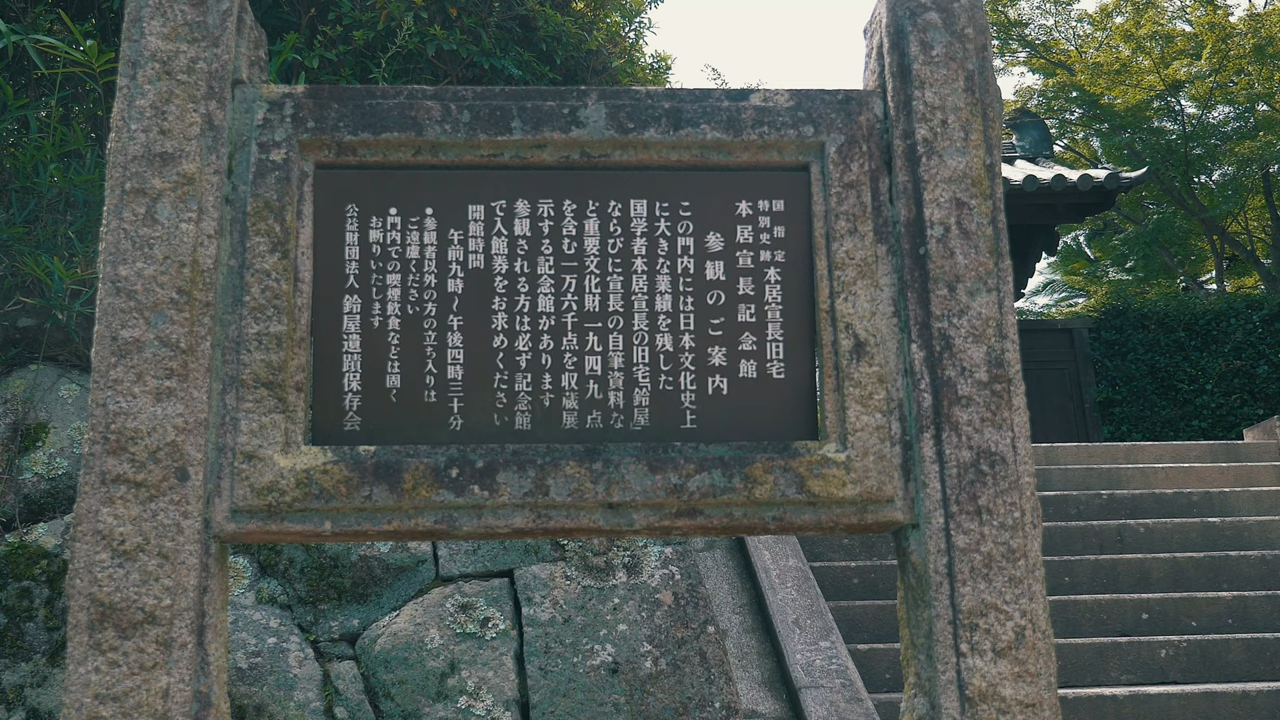 国指定
特別史跡 本居宣長旧宅
本居宣長記念館
参観のご案内
この門内には日本文化史上
に大きな業績を残した
国学者本居宣長の旧宅「鈴屋」
ならびに宣長の自筆資料な
ど重要文化財一九四九点
を含む一万六千点を収蔵展
示する記念館があります
参観される方は必ず記念館
で入館券をお求めください
開館時間
午前九時〜午後四時三十分
●参観者以外の方の立ち入りは
ご遠慮ください
●門内での喫煙飲食などは固く
お断りいたします
公益財団法人 鈴屋遺蹟保存会